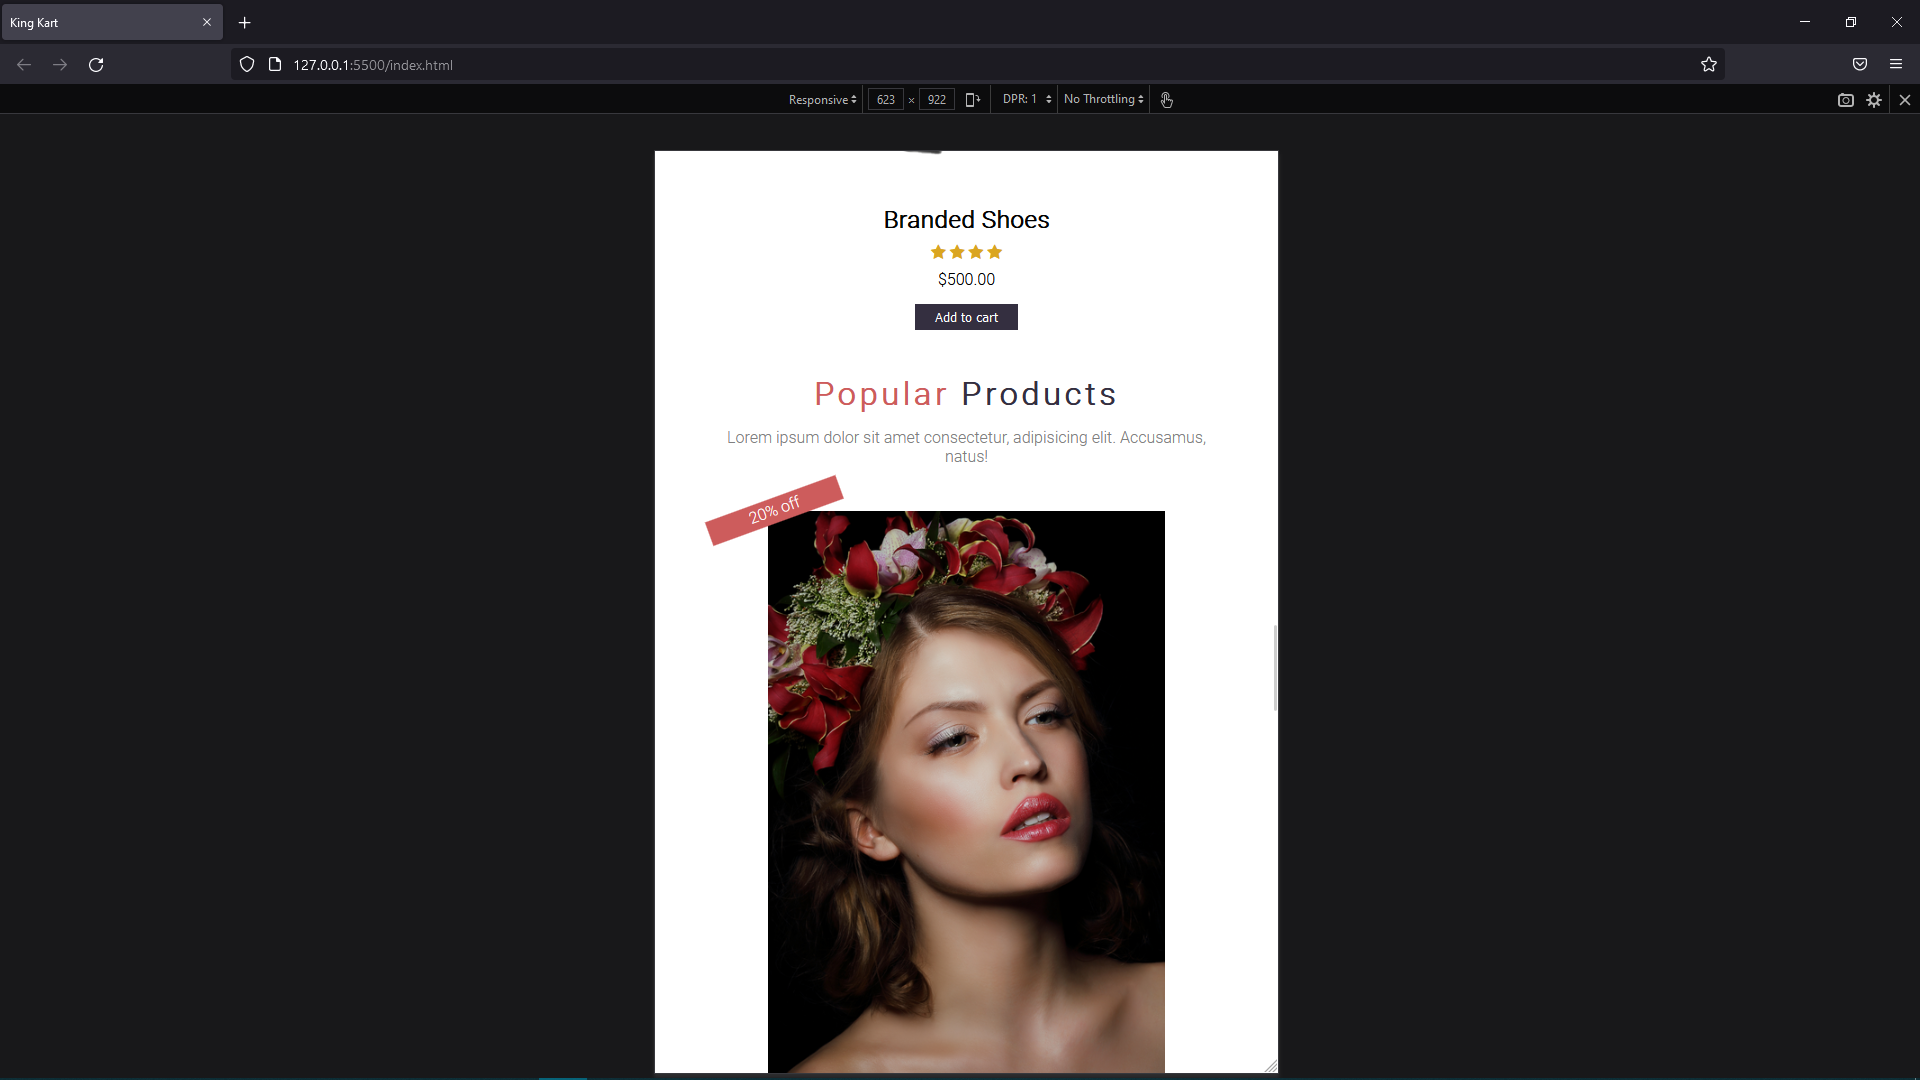 King Kart
127.0.0.1:5500/index.html
Responsive 623 × 922 DPR: 1 No Throttling
Branded Shoes
$500.00
Add to cart
Popular Products
Lorem ipsum dolor sit amet consectetur, adipisicing elit. Accusamus,
natus!
20% off